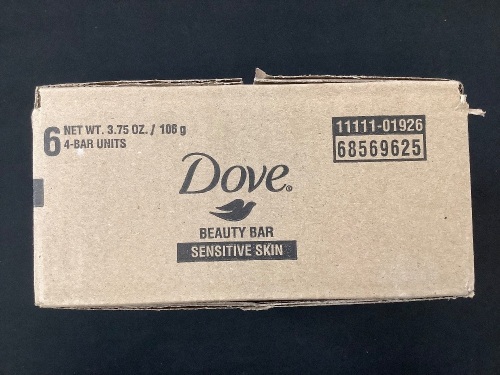 6 NET WT. 3.75 OZ. / 106 g
4-BAR UNITS
11111-01926
68569625
Dove®
BEAUTY BAR
SENSITIVE SKIN